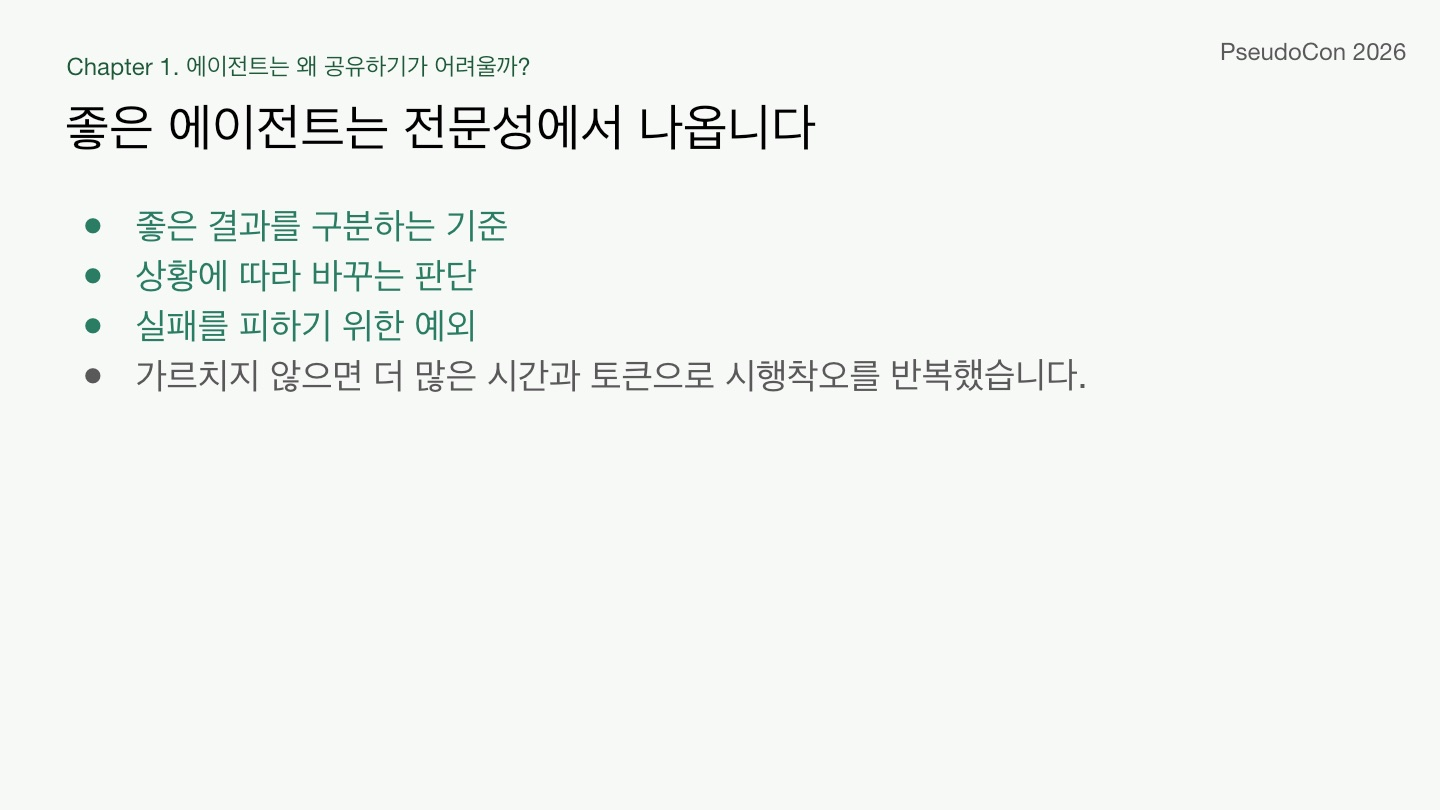 Chapter 1. 에이전트는 왜 공유하기가 어려울까?
PseudoCon 2026
좋은 에이전트는 전문성에서 나옵니다
● 좋은 결과를 구분하는 기준
● 상황에 따라 바꾸는 판단
● 실패를 피하기 위한 예외
● 가르치지 않으면 더 많은 시간과 토큰으로 시행착오를 반복했습니다.